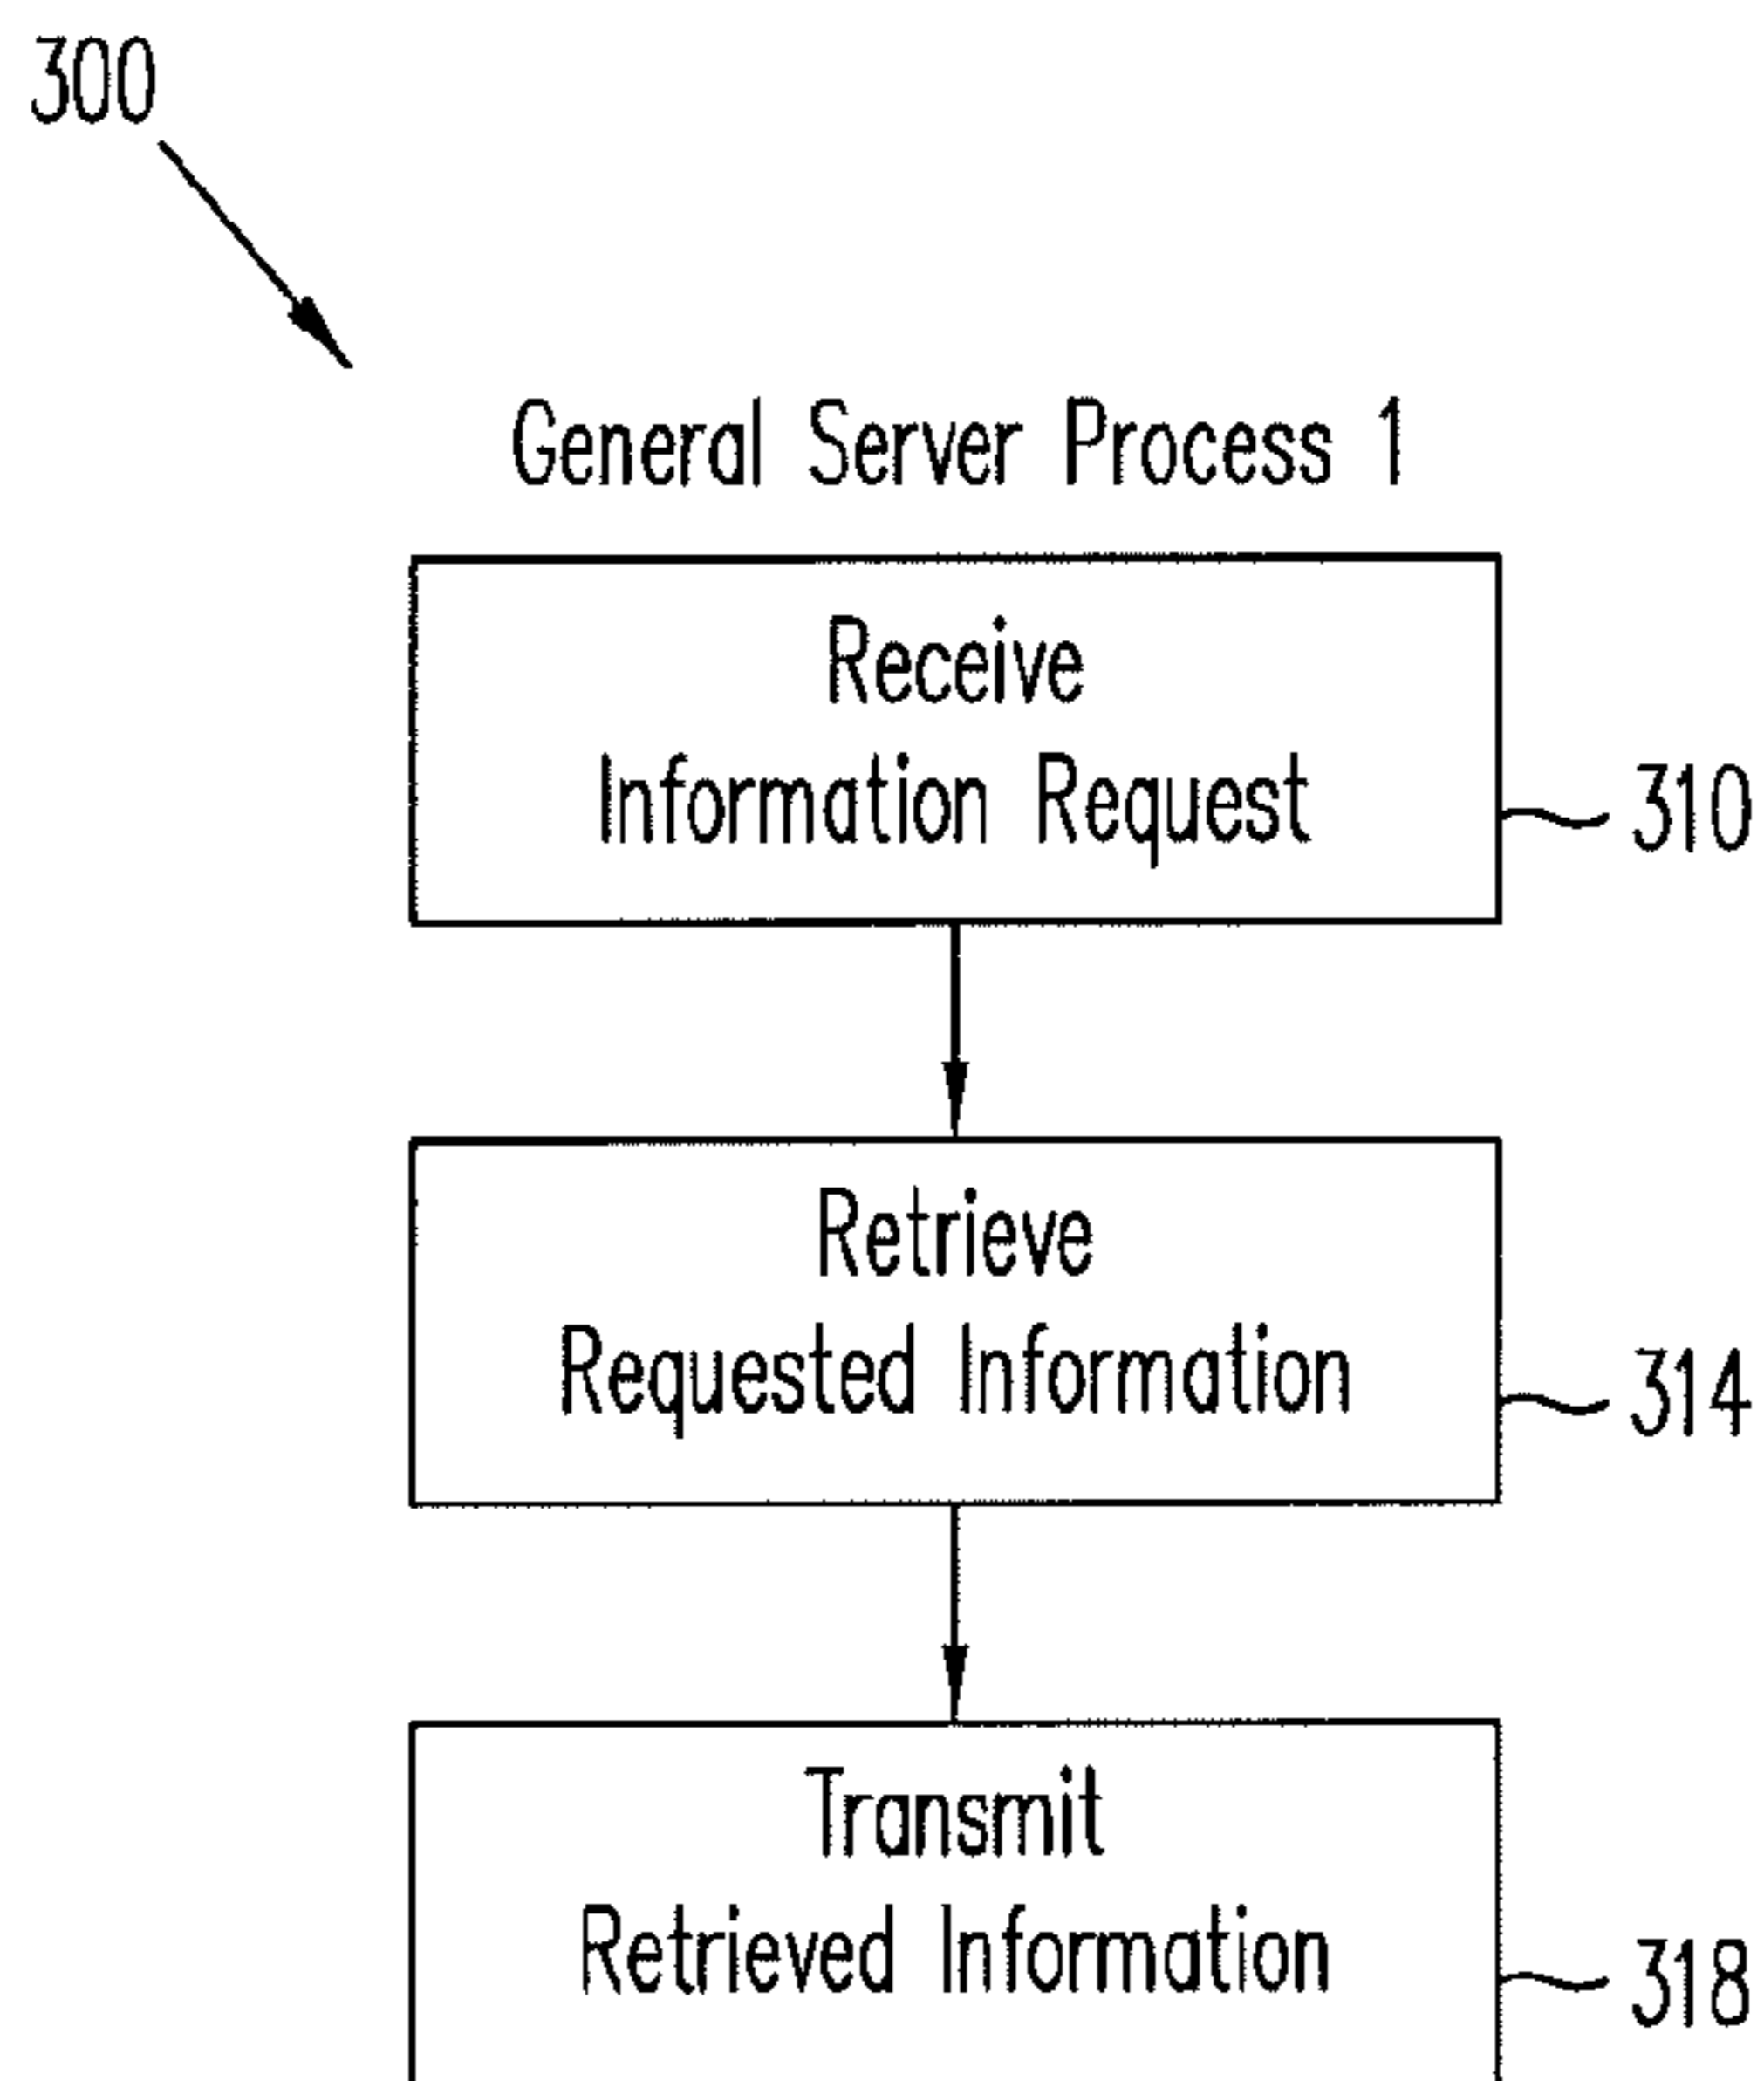 300
General Server Process 1
Receive
Information Request
310
Retrieve
Requested Information
314
Transmit
Retrieved Information
318